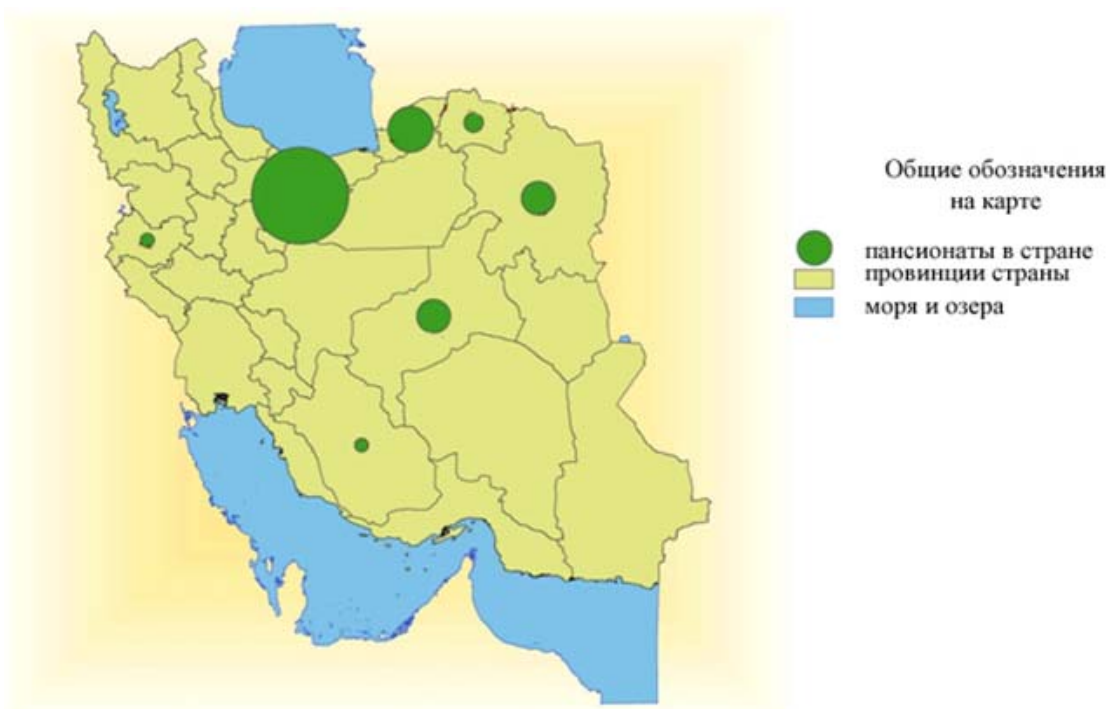 Общие обозначения
на карте
пансионаты в стране
провинции страны
моря и озера